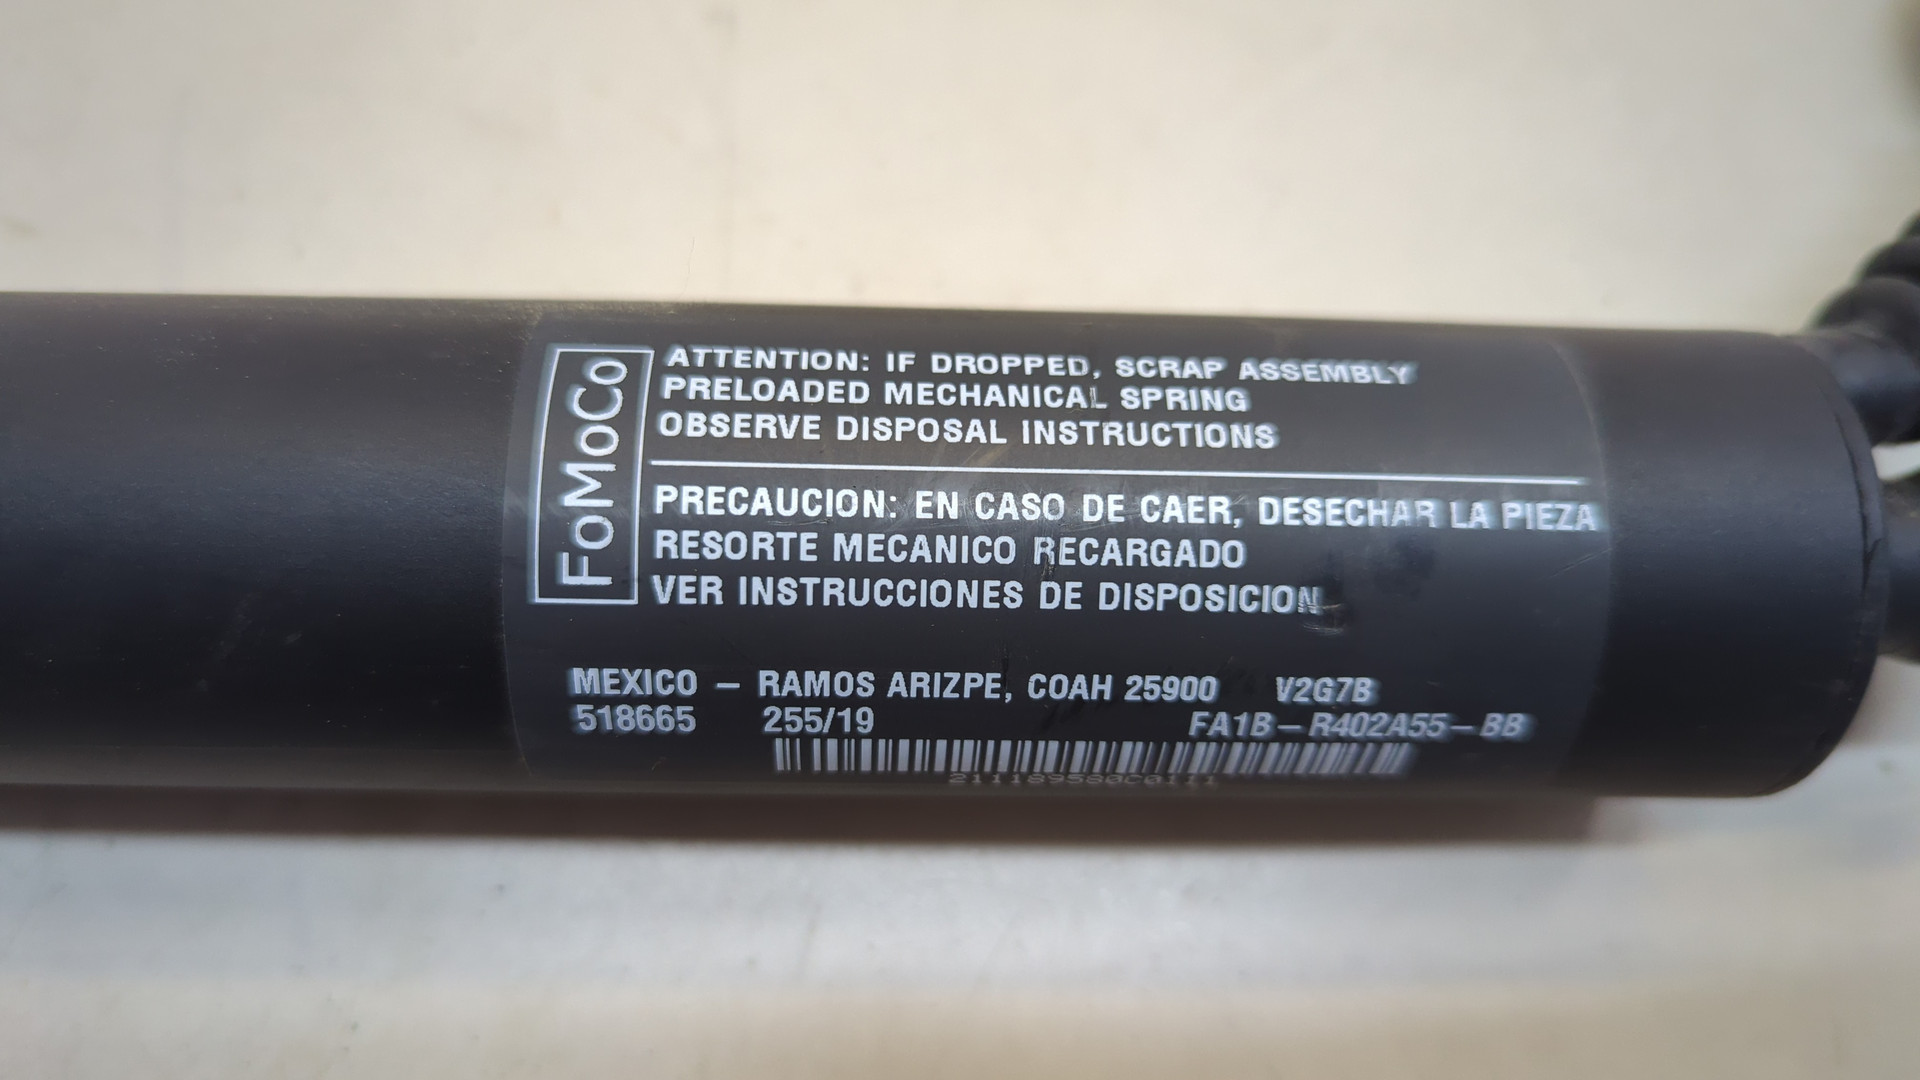 FoMoCo
ATTENTION: IF DROPPED, SCRAP ASSEMBLY
PRELOADED MECHANICAL SPRING
OBSERVE DISPOSAL INSTRUCTIONS
PRECAUCION: EN CASO DE CAER, DESECHAR LA PIEZA
RESORTE MECANICO RECARGADO
VER INSTRUCCIONES DE DISPOSICION
MEXICO – RAMOS ARIZPE, COAH 25900 V2G7B
518665 255/19 FA1B–R402A55–BB
211189580C0111